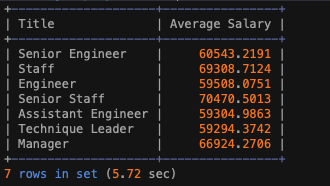 +--------------------+----------------+
| Title              | Average Salary |
+--------------------+----------------+
| Senior Engineer    |     60543.2191 |
| Staff              |     69308.7124 |
| Engineer           |     59508.0751 |
| Senior Staff       |     70470.5013 |
| Assistant Engineer |     59304.9863 |
| Technique Leader   |     59294.3742 |
| Manager            |     66924.2706 |
+--------------------+----------------+
7 rows in set (5.72 sec)